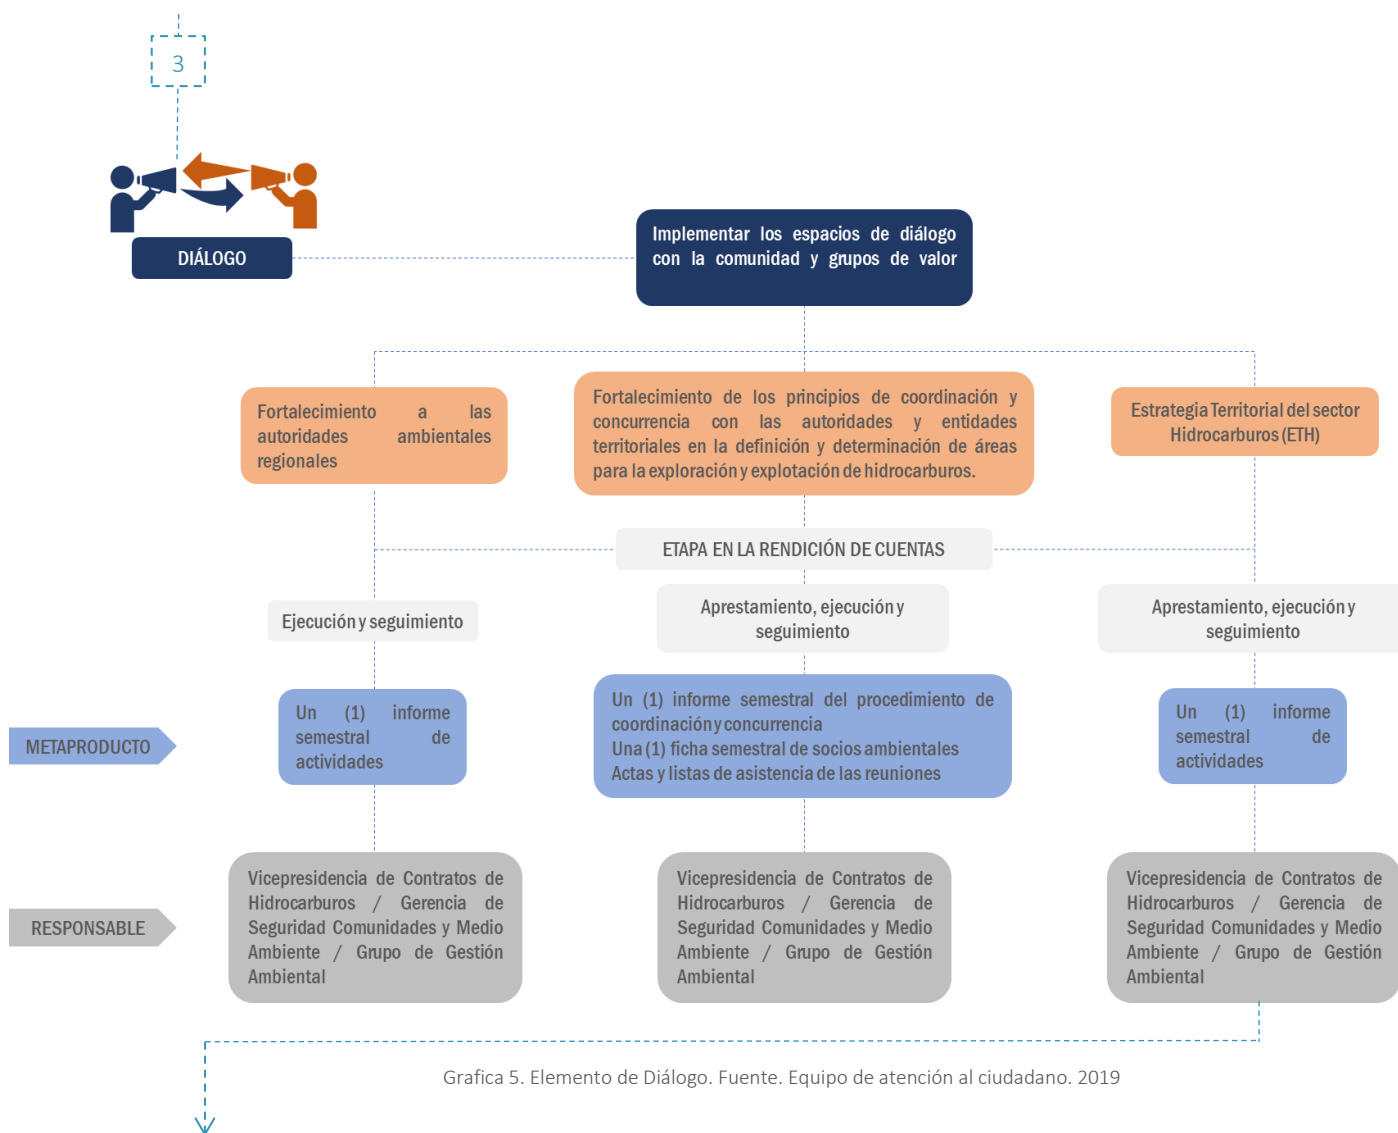 3
DIÁLOGO
Implementar los espacios de diálogo
con la comunidad y grupos de valor
Fortalecimiento a las
autoridades ambientales
regionales
Fortalecimiento de los principios de coordinación y
concurrencia con las autoridades y entidades
territoriales en la definición y determinación de áreas
para la exploración y explotación de hidrocarburos.
Estrategia Territorial del sector
Hidrocarburos (ETH)
ETAPA EN LA RENDICIÓN DE CUENTAS
Ejecución y seguimiento
Aprestamiento, ejecución y
seguimiento
Aprestamiento, ejecución y
seguimiento
METAPRODUCTO
Un (1) informe
semestral de
actividades
Un (1) informe semestral del procedimiento de
coordinación y concurrencia
Una (1) ficha semestral de socios ambientales
Actas y listas de asistencia de las reuniones
Un (1) informe
semestral de
actividades
RESPONSABLE
Vicepresidencia de Contratos de
Hidrocarburos / Gerencia de
Seguridad Comunidades y Medio
Ambiente / Grupo de Gestión
Ambiental
Vicepresidencia de Contratos de
Hidrocarburos / Gerencia de
Seguridad Comunidades y Medio
Ambiente / Grupo de Gestión
Ambiental
Vicepresidencia de Contratos de
Hidrocarburos / Gerencia de
Seguridad Comunidades y Medio
Ambiente / Grupo de Gestión
Ambiental
Grafica 5. Elemento de Diálogo. Fuente. Equipo de atención al ciudadano. 2019